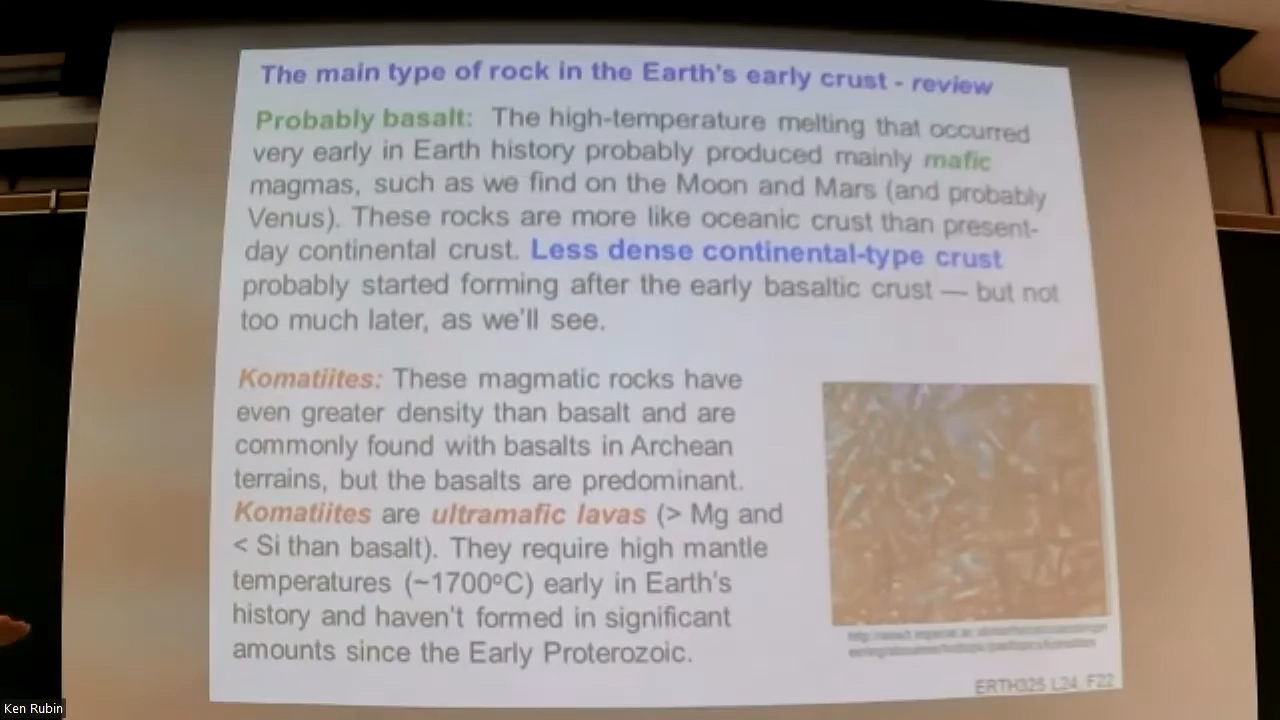 The main type of rock in the Earth's early crust - review
Probably basalt: The high-temperature melting that occurred
very early in Earth history probably produced mainly mafic
magmas, such as we find on the Moon and Mars (and probably
Venus). These rocks are more like oceanic crust than present-
day continental crust. Less dense continental-type crust
probably started forming after the early basaltic crust — but not
too much later, as we'll see.
Komatiites: These magmatic rocks have
even greater density than basalt and are
commonly found with basalts in Archean
terrains, but the basalts are predominant.
Komatiites are ultramafic lavas (> Mg and
< Si than basalt). They require high mantle
temperatures (~1700ºC) early in Earth's
history and haven't formed in significant
amounts since the Early Proterozoic.
ERTH325 L24 F22
Ken Rubin